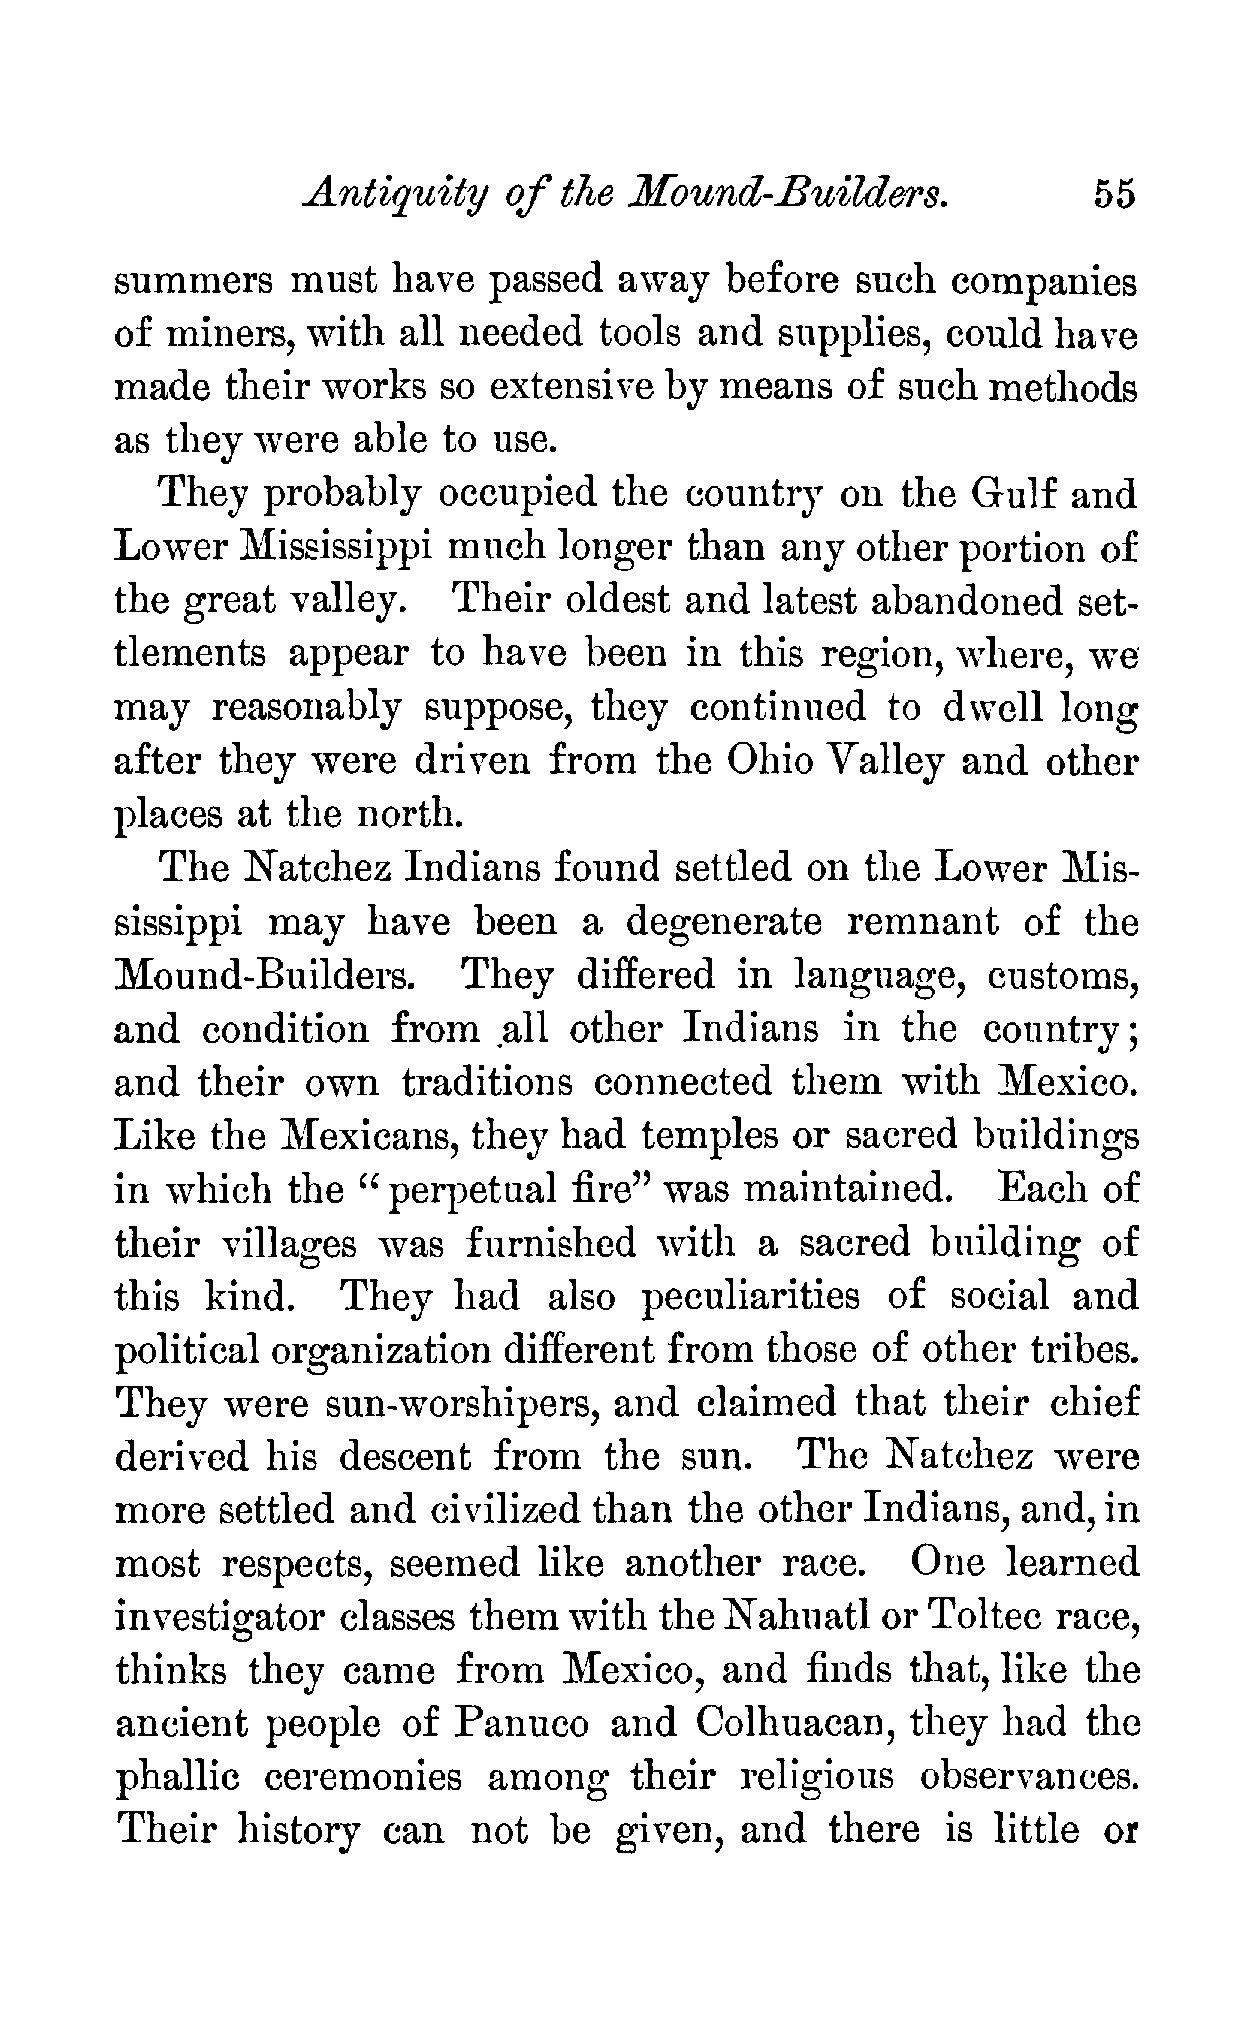 Antiquity of the Mound-Builders. 55
summers must have passed away before such companies
of miners, with all needed tools and supplies, could have
made their works so extensive by means of such methods
as they were able to use.
They probably occupied the country on the Gulf and
Lower Mississippi much longer than any other portion of
the great valley. Their oldest and latest abandoned set-
tlements appear to have been in this region, where, we
may reasonably suppose, they continued to dwell long
after they were driven from the Ohio Valley and other
places at the north.
The Natchez Indians found settled on the Lower Mis-
sissippi may have been a degenerate remnant of the
Mound-Builders. They differed in language, customs,
and condition from all other Indians in the country;
and their own traditions connected them with Mexico.
Like the Mexicans, they had temples or sacred buildings
in which the “perpetual fire” was maintained. Each of
their villages was furnished with a sacred building of
this kind. They had also peculiarities of social and
political organization different from those of other tribes.
They were sun-worshipers, and claimed that their chief
derived his descent from the sun. The Natchez were
more settled and civilized than the other Indians, and, in
most respects, seemed like another race. One learned
investigator classes them with the Nahuatl or Toltec race,
thinks they came from Mexico, and finds that, like the
ancient people of Panuco and Colhuacan, they had the
phallic ceremonies among their religious observances.
Their history can not be given, and there is little or